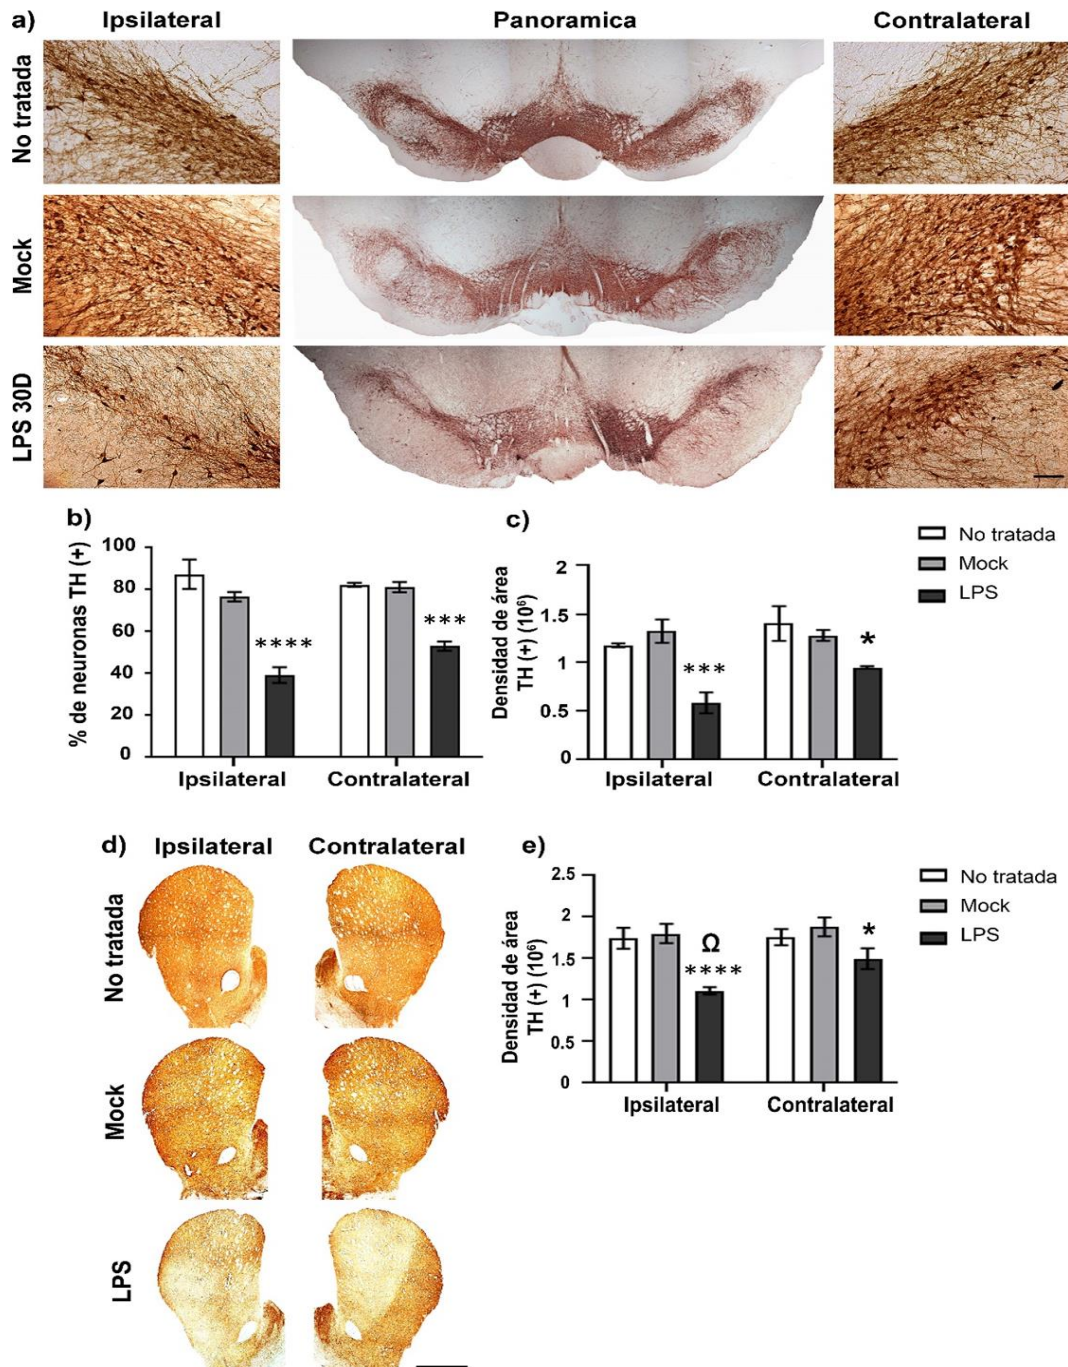 a) Ipsilateral Panoramica Contralateral
No tratada
Mock
LPS 30D
b)
% de neuronas TH (+)
100
80
60
40
20
0
****
***
Ipsilateral Contralateral
c)
Densidad de área
TH (+) (10⁶)
2
1.5
1
0.5
0
***
*
Ipsilateral Contralateral
No tratada
Mock
LPS
d) Ipsilateral Contralateral
No tratada
Mock
LPS
e)
Densidad de área
TH (+) (10⁶)
2.5
2
1.5
1
0.5
0
Ω
****
*
Ipsilateral Contralateral
No tratada
Mock
LPS